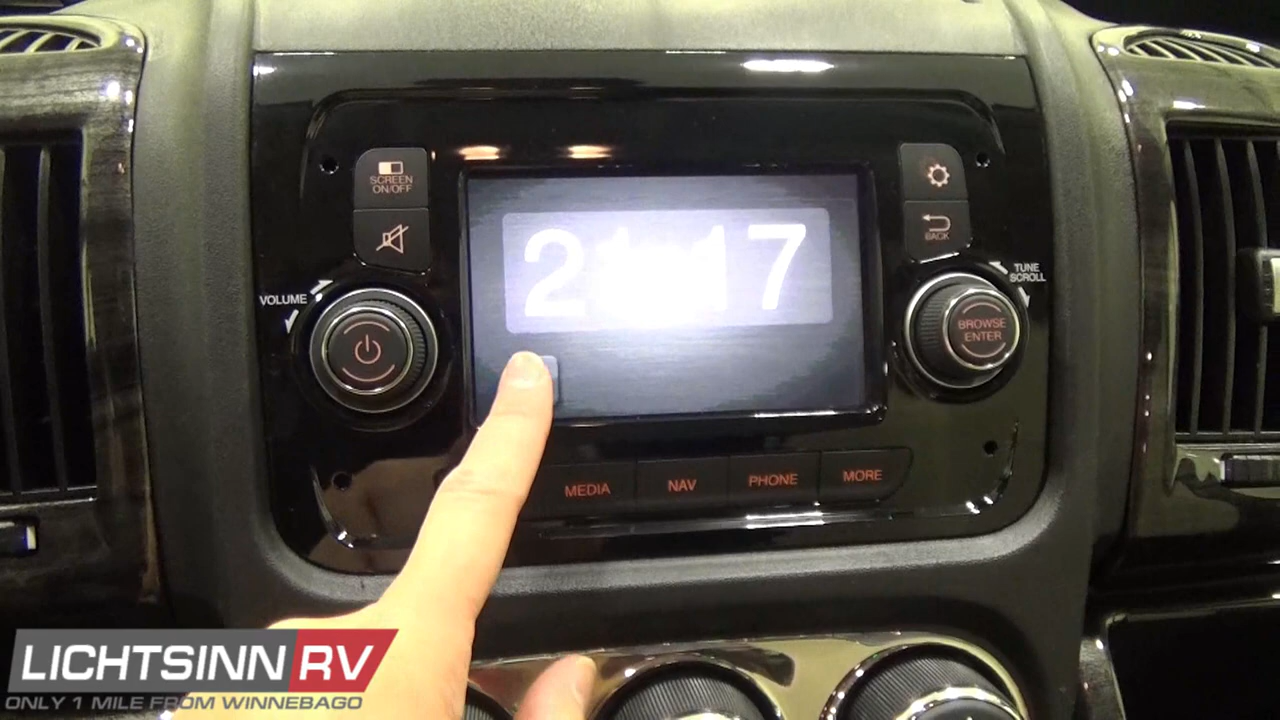 SCREEN
ON/OFF
VOLUME
BACK
TUNE
SCROLL
BROWSE
ENTER
MEDIA NAV PHONE MORE
LICHTSINN RV
ONLY 1 MILE FROM WINNEBAGO